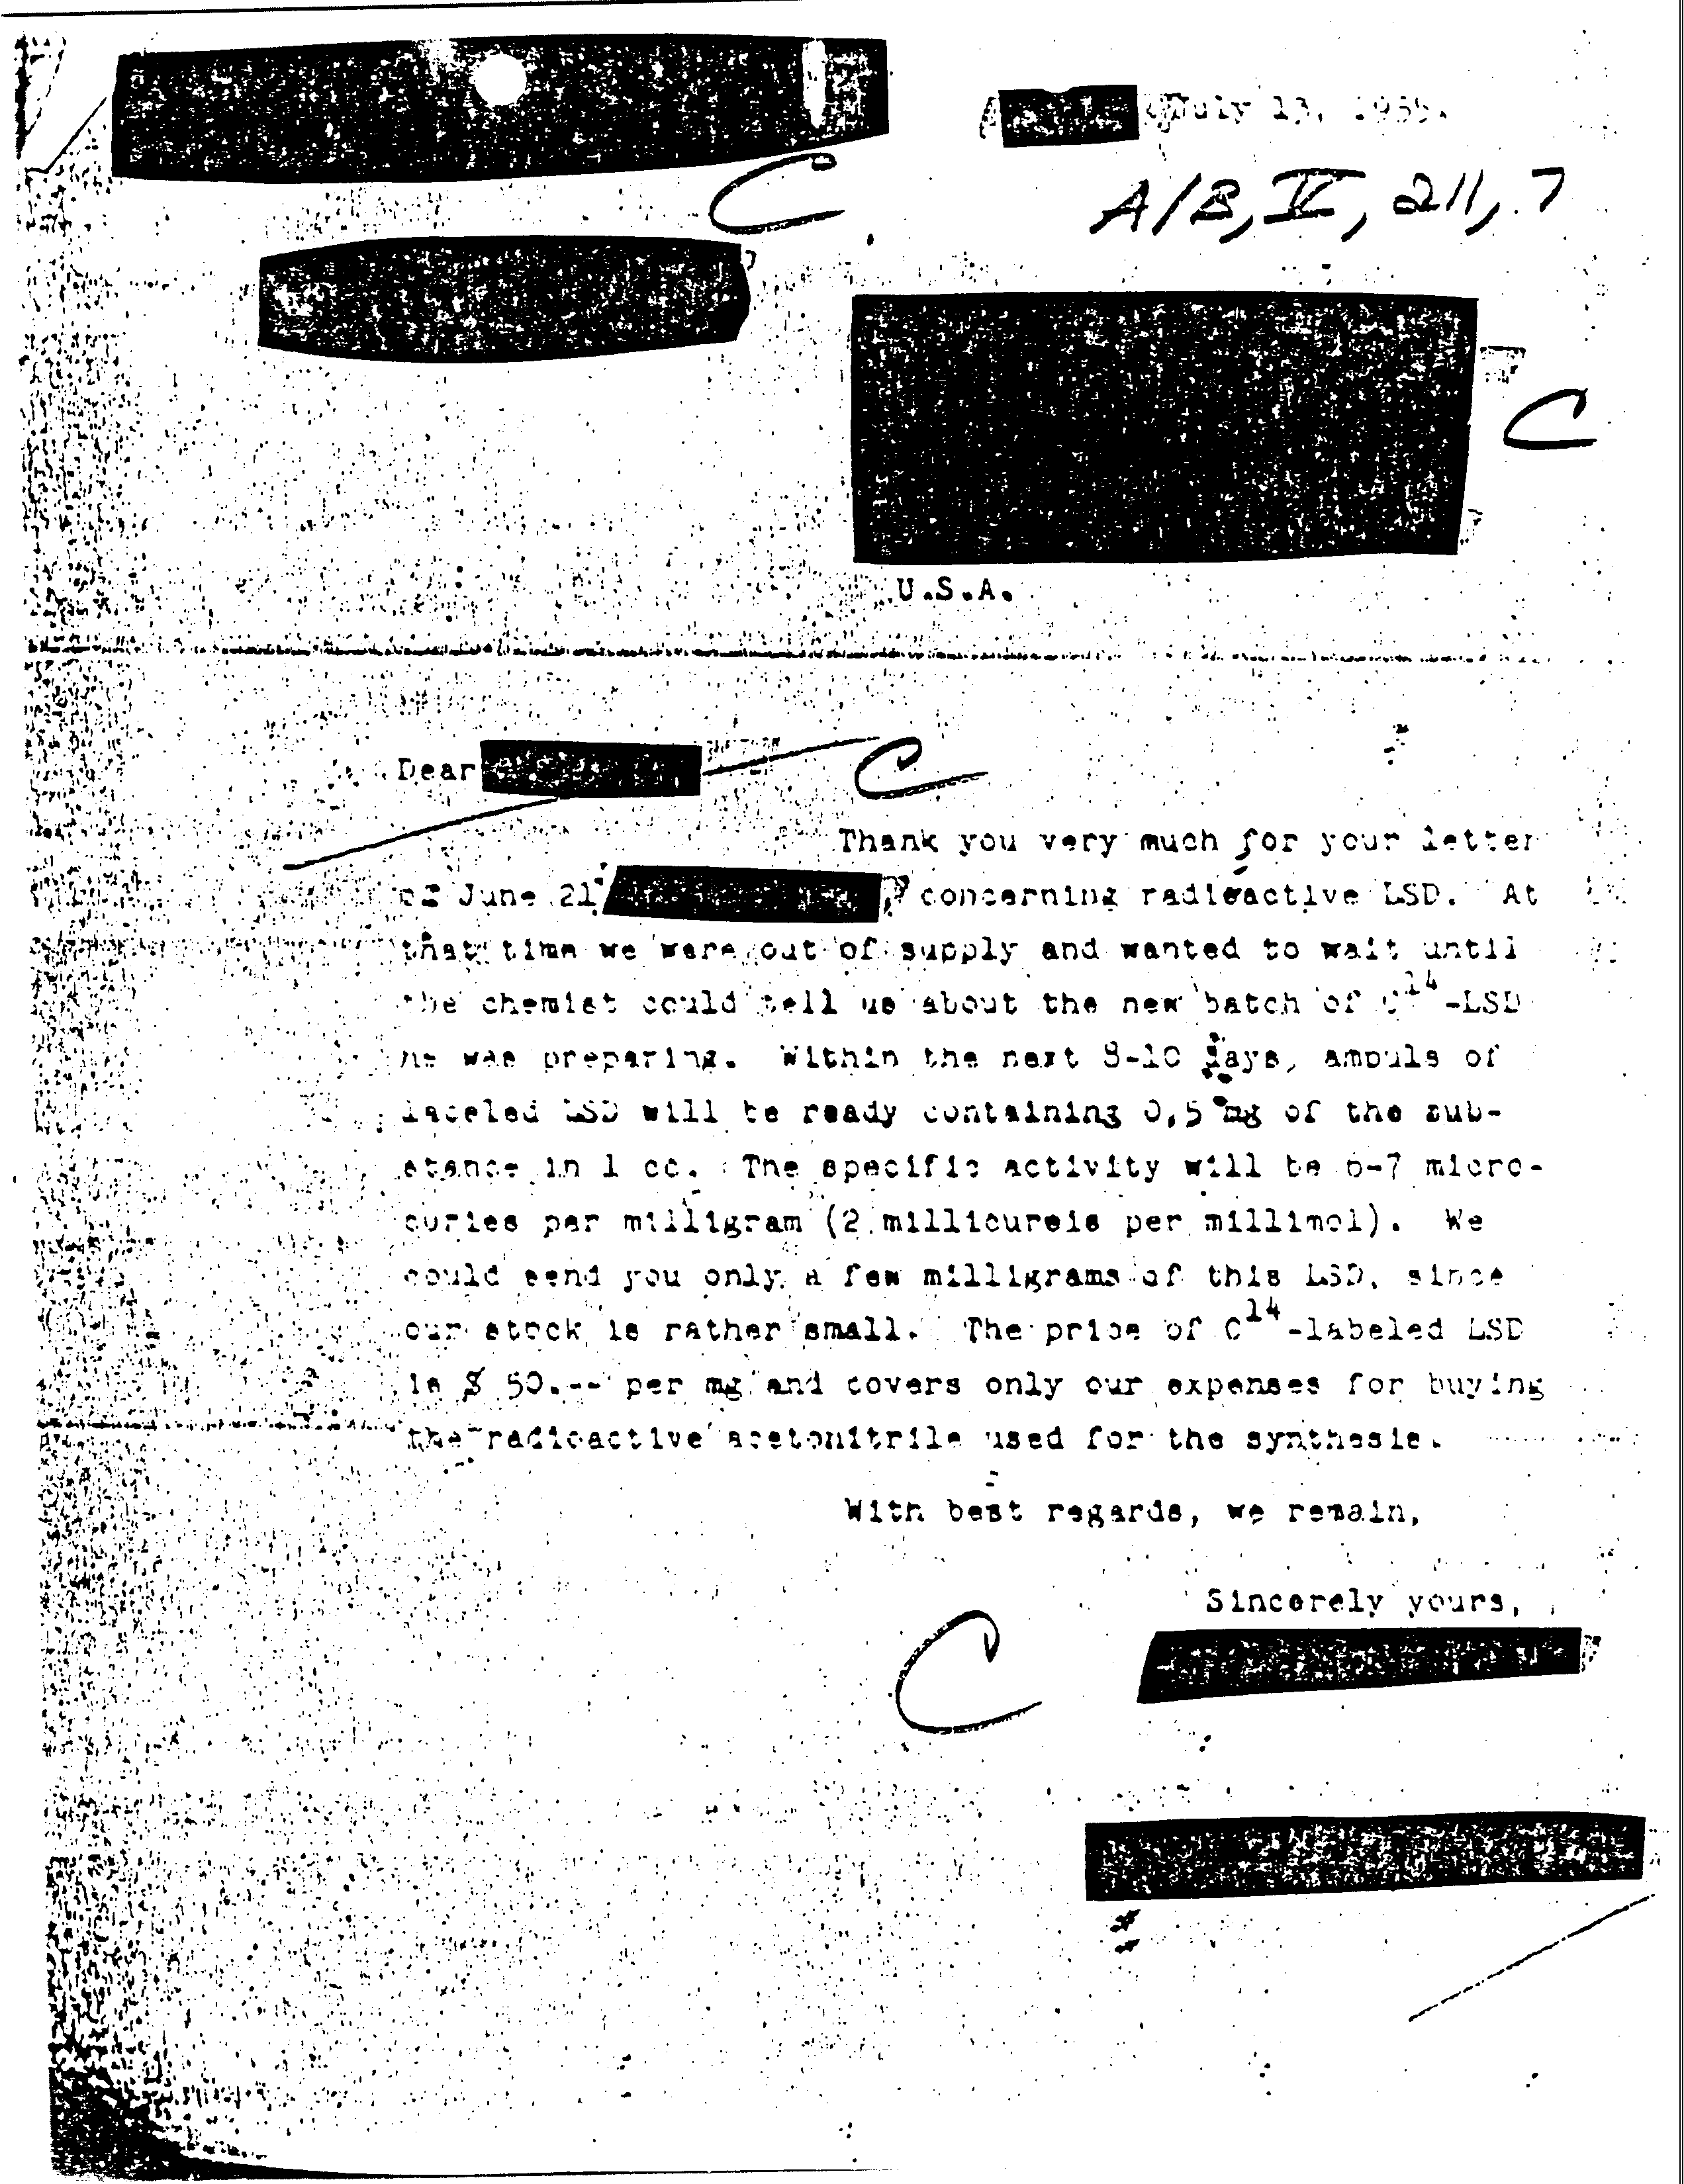 July 13, 1955.
A/B, V, 211, 7
C
C
U.S.A.
Dear
C
Thank you very much for your letter
of June 21 concerning radioactive LSD. At
that time we were out of supply and wanted to wait until
the chemist could tell us about the new batch of C14-LSD
he was preparing. Within the next 8-10 days, ampuls of
labeled LSD will be ready containing 0,5 mg of the sub-
stance in 1 cc. The specific activity will be 6-7 micro-
curies per milligram (2 millicureis per millimol). We
could send you only a few milligrams of this LSD, since
our stock is rather small. The price of C14-labeled LSD
is $ 50.-- per mg and covers only our expenses for buying
the radioactive acetonitrile used for the synthesis.
With best regards, we remain,
Sincerely yours,
C